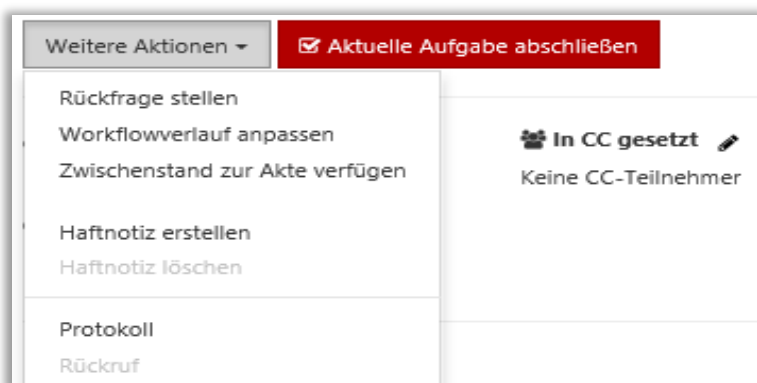 Weitere Aktionen
Aktuelle Aufgabe abschließen
Rückfrage stellen
Workflowverlauf anpassen
Zwischenstand zur Akte verfügen
Haftnotiz erstellen
Haftnotiz löschen
Protokoll
Rückruf
In CC gesetzt
Keine CC-Teilnehmer